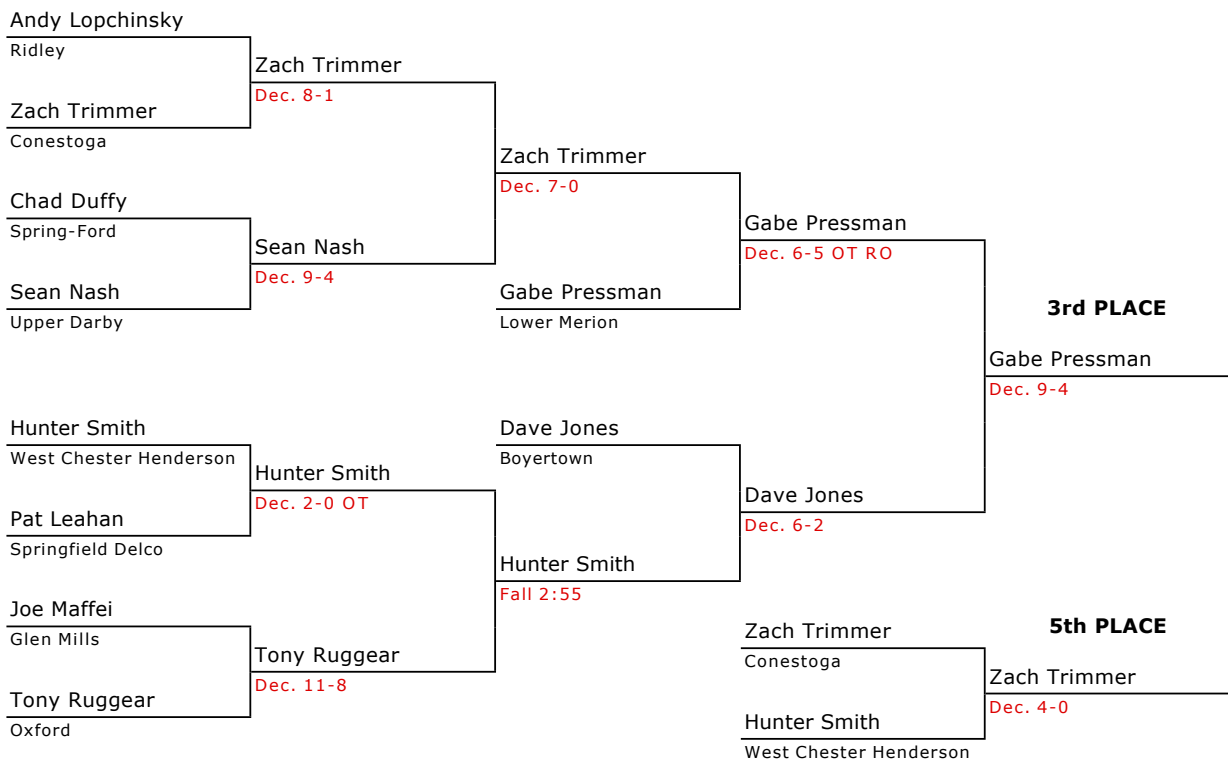 Andy Lopchinsky
Ridley
Zach Trimmer
Dec. 8-1
Zach Trimmer
Conestoga
Zach Trimmer
Dec. 7-0
Chad Duffy
Spring-Ford
Sean Nash
Dec. 9-4
Sean Nash
Upper Darby
Gabe Pressman
Dec. 6-5 OT RO
Gabe Pressman
Lower Merion
3rd PLACE
Gabe Pressman
Dec. 9-4
Hunter Smith
West Chester Henderson
Hunter Smith
Dec. 2-0 OT
Pat Leahan
Springfield Delco
Dave Jones
Boyertown
Dave Jones
Dec. 6-2
Hunter Smith
Fall 2:55
Joe Maffei
Glen Mills
Tony Ruggear
Dec. 11-8
Tony Ruggear
Oxford
5th PLACE
Zach Trimmer
Conestoga
Zach Trimmer
Dec. 4-0
Hunter Smith
West Chester Henderson